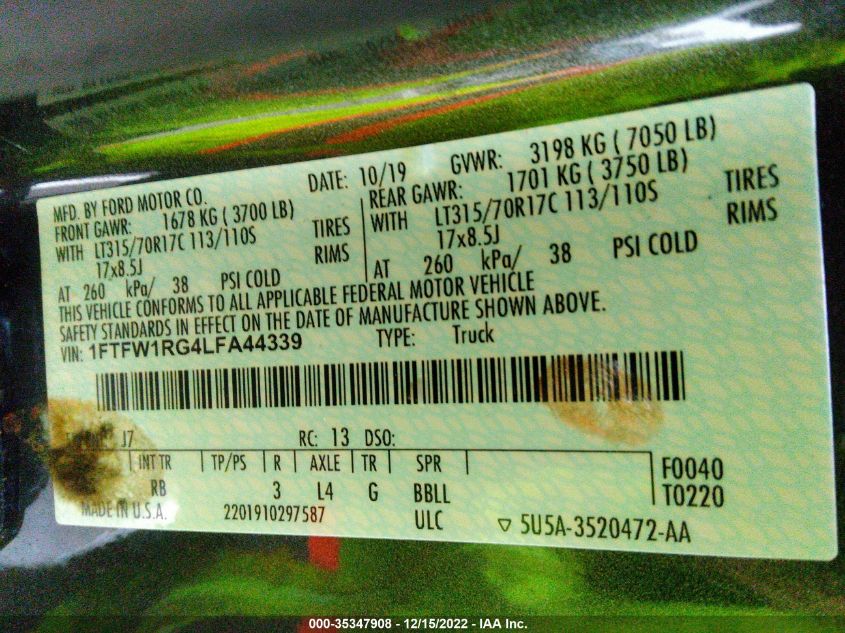 MFD. BY FORD MOTOR CO.
DATE: 10/19 GVWR: 3198 KG ( 7050 LB)
FRONT GAWR: 1678 KG ( 3700 LB)
WITH LT315/70R17C 113/110S TIRES
17x8.5J RIMS
AT 260 kPa/ 38 PSI COLD
REAR GAWR: 1701 KG ( 3750 LB)
WITH LT315/70R17C 113/110S TIRES
17x8.5J RIMS
AT 260 kPa/ 38 PSI COLD
THIS VEHICLE CONFORMS TO ALL APPLICABLE FEDERAL MOTOR VEHICLE
SAFETY STANDARDS IN EFFECT ON THE DATE OF MANUFACTURE SHOWN ABOVE.
VIN: 1FTFW1RG4LFA44339 TYPE: Truck
J7 RC: 13 DSO:
INT TR TP/PS R AXLE TR SPR
RB 3 L4 G BBLL
F0040
T0220
MADE IN U.S.A. 2201910297587 ULC ▽ 5U5A-3520472-AA
000-35347908 - 12/15/2022 - IAA Inc.